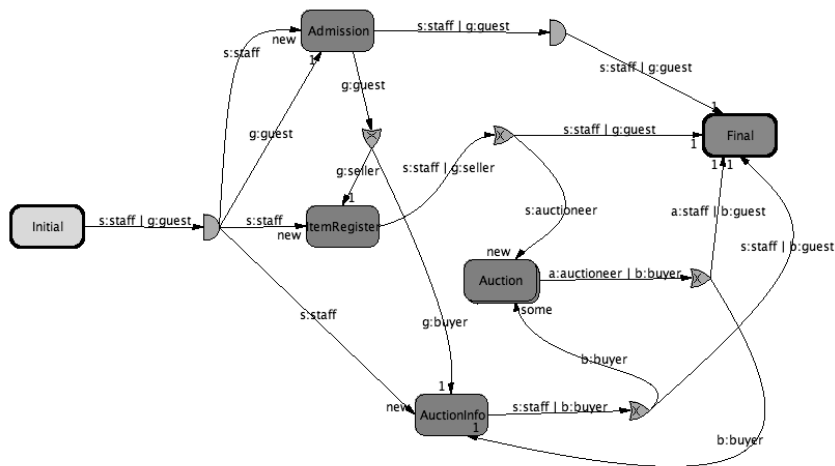 Admission
s:staff | g:guest
new
s:staff
1
g:guest
s:staff | g:guest
1
Final
g:guest
s:staff | g:guest
1
g:seller
s:staff | g:seller
1
1
1
a:staff | b:guest
s:auctioneer
Initial
s:staff | g:guest
s:staff
ItemRegister
new
s:staff | b:guest
new
Auction
a:auctioneer | b:buyer
some
s:staff
g:buyer
b:buyer
1
new
AuctionInfo
s:staff | b:buyer
1
b:buyer